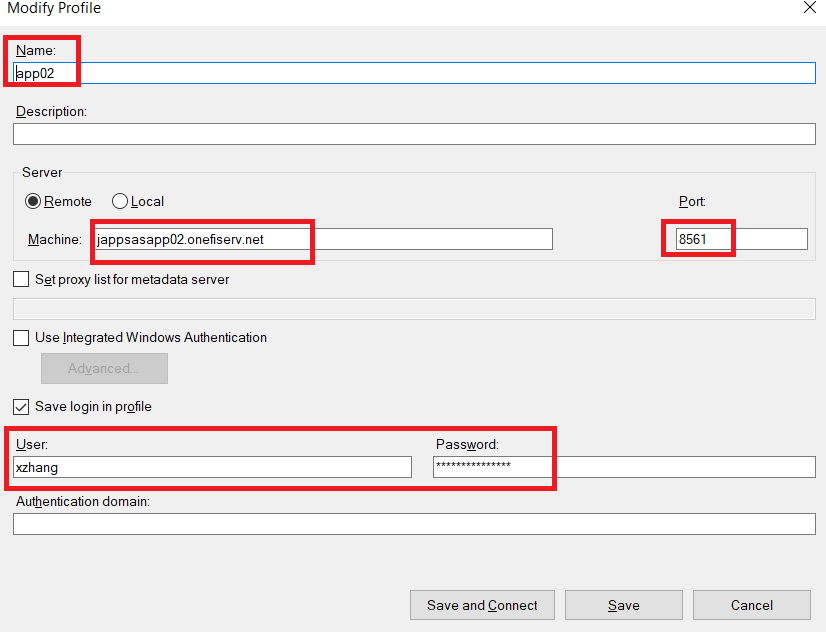 Modify Profile
Name:
app02
Description:
Server
Remote Local Port:
Machine: jappsasapp02.onefiserv.net 8561
Set proxy list for metadata server
Use Integrated Windows Authentication
Advanced...
Save login in profile
User: Password:
xzhang ***************
Authentication domain:
Save and Connect Save Cancel